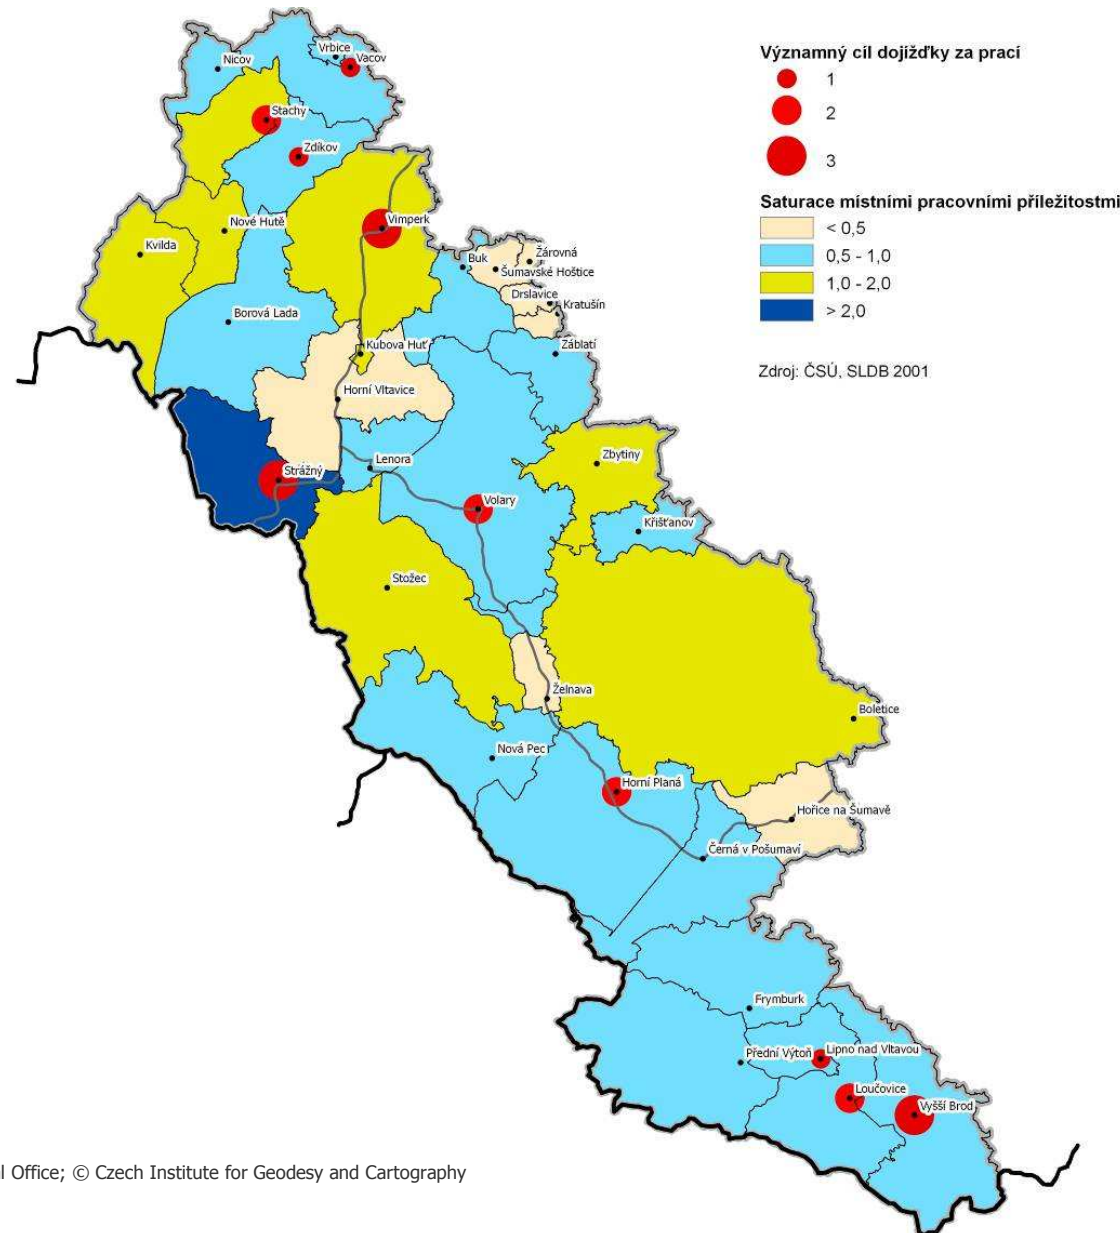 Významný cíl dojížďky za prací
1
2
3
Saturace místními pracovními příležitostmi
< 0,5
0,5 - 1,0
1,0 - 2,0
> 2,0
Zdroj: ČSÚ, SLDB 2001
Vrbice
Nicov
Vacov
Stachy
Zdíkov
Nové Hutě
Vimperk
Kvilda
Buk
Žárovná
Šumavské Hoštice
Drslavice
Kratušín
Borová Lada
Kubova Huť
Záblatí
Horní Vltavice
Lenora
Zbytiny
Strážný
Volary
Křišťanov
Stožec
Želnava
Boletice
Nová Pec
Horní Planá
Hořice na Šumavě
Černá v Pošumaví
Frymburk
Přední Výtoň
Lipno nad Vltavou
Loučovice
Vyšší Brod
l Office; © Czech Institute for Geodesy and Cartography